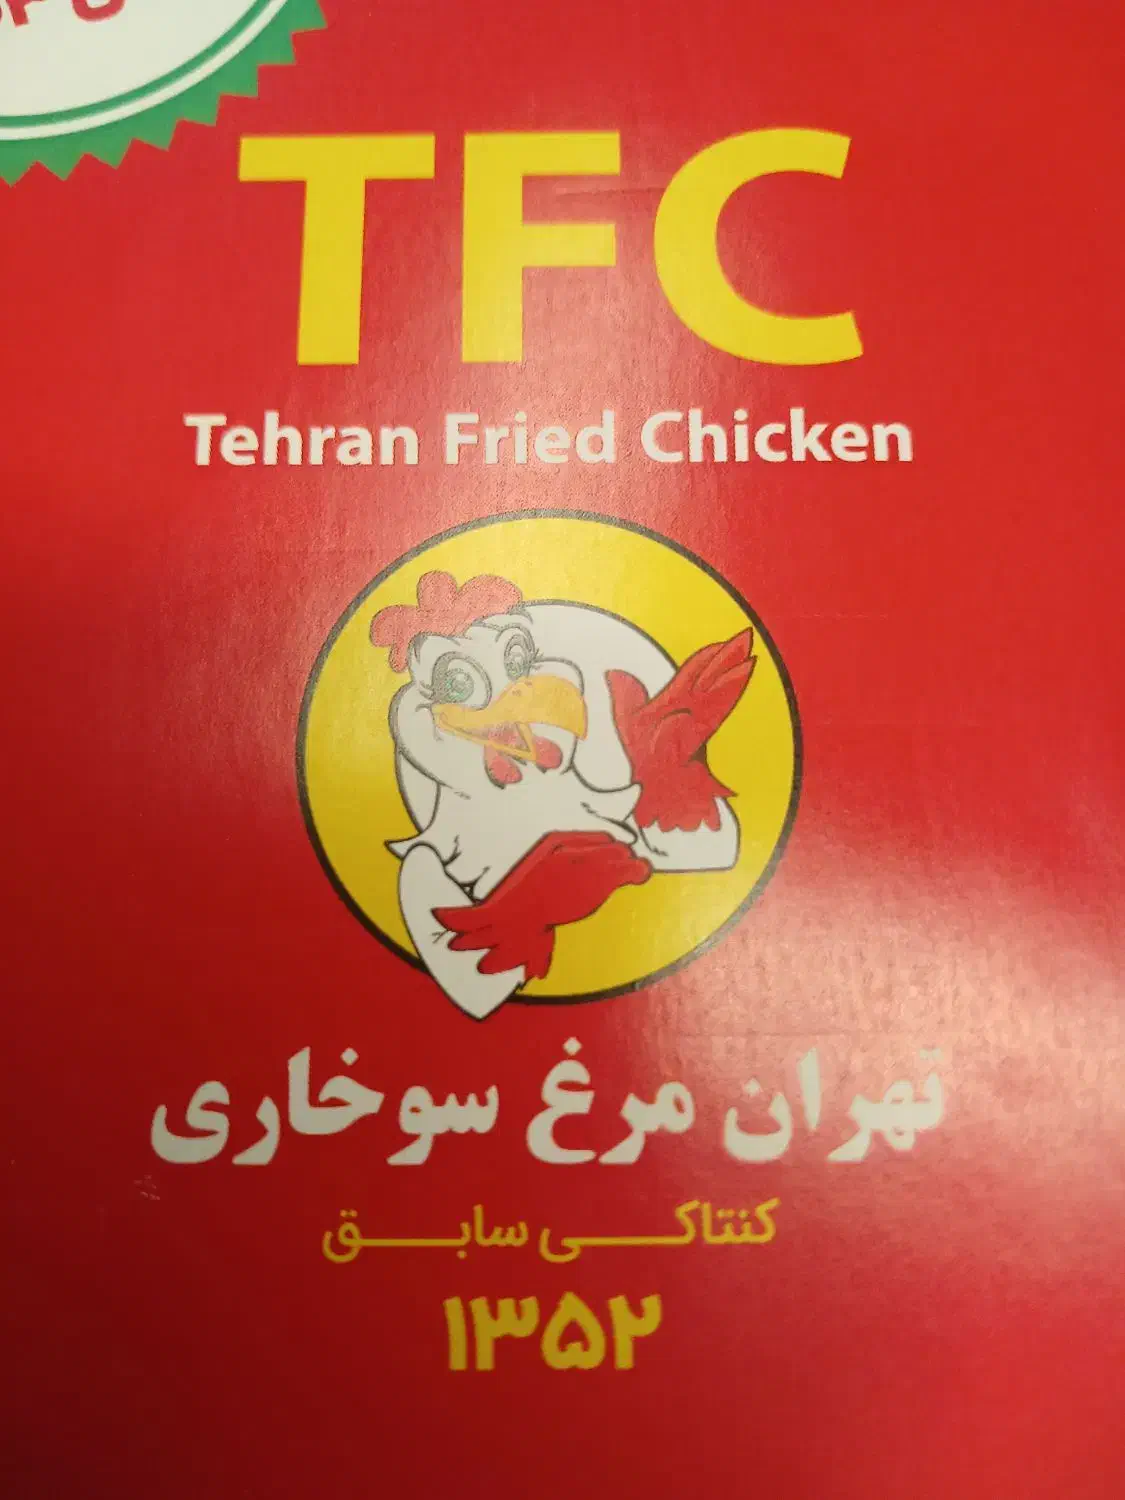 TFC
Tehran Fried Chicken
تهران مرغ سوخاری
کنتاکی سابق
۱۳۵۲